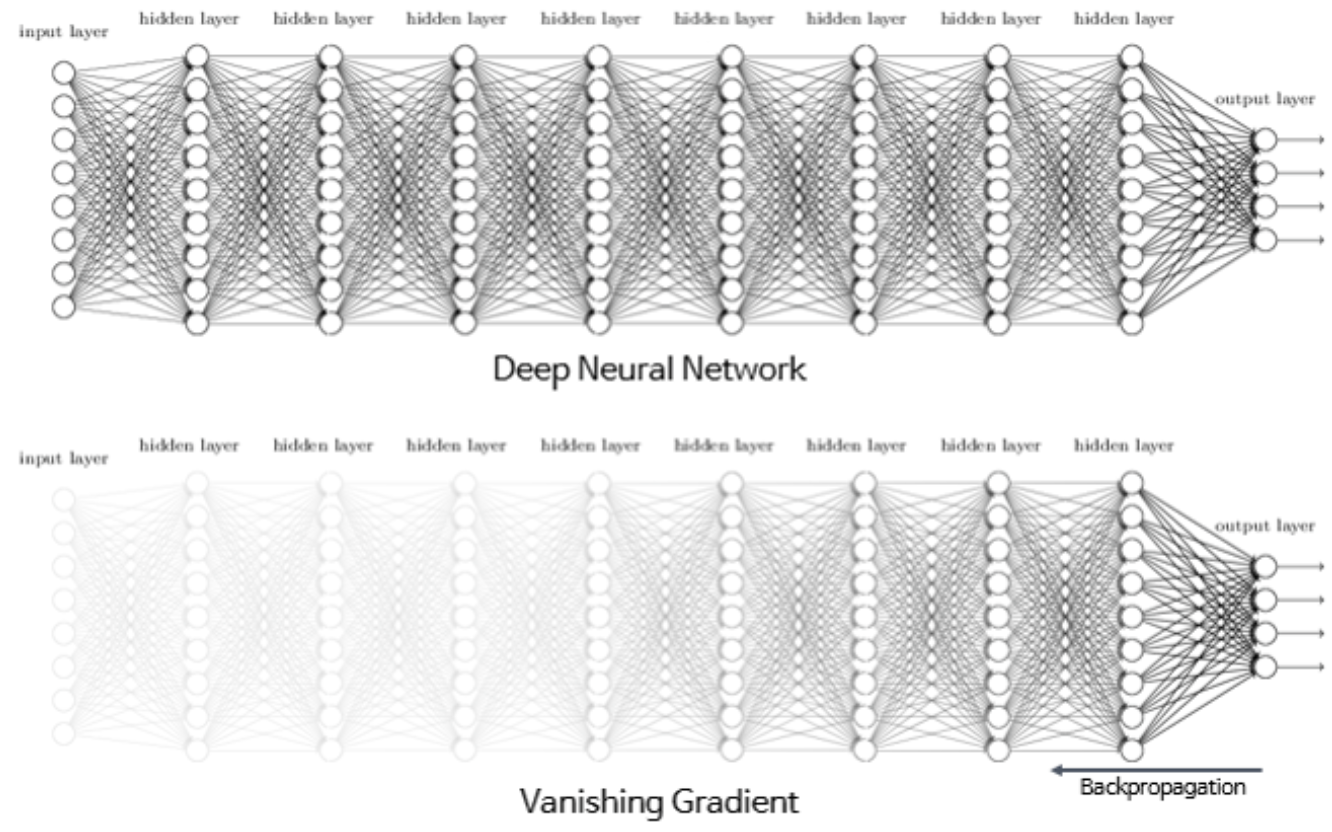 input layer
hidden layer hidden layer hidden layer hidden layer hidden layer hidden layer hidden layer hidden layer
output layer
Deep Neural Network
input layer
hidden layer hidden layer hidden layer hidden layer hidden layer hidden layer hidden layer hidden layer
output layer
Backpropagation
Vanishing Gradient